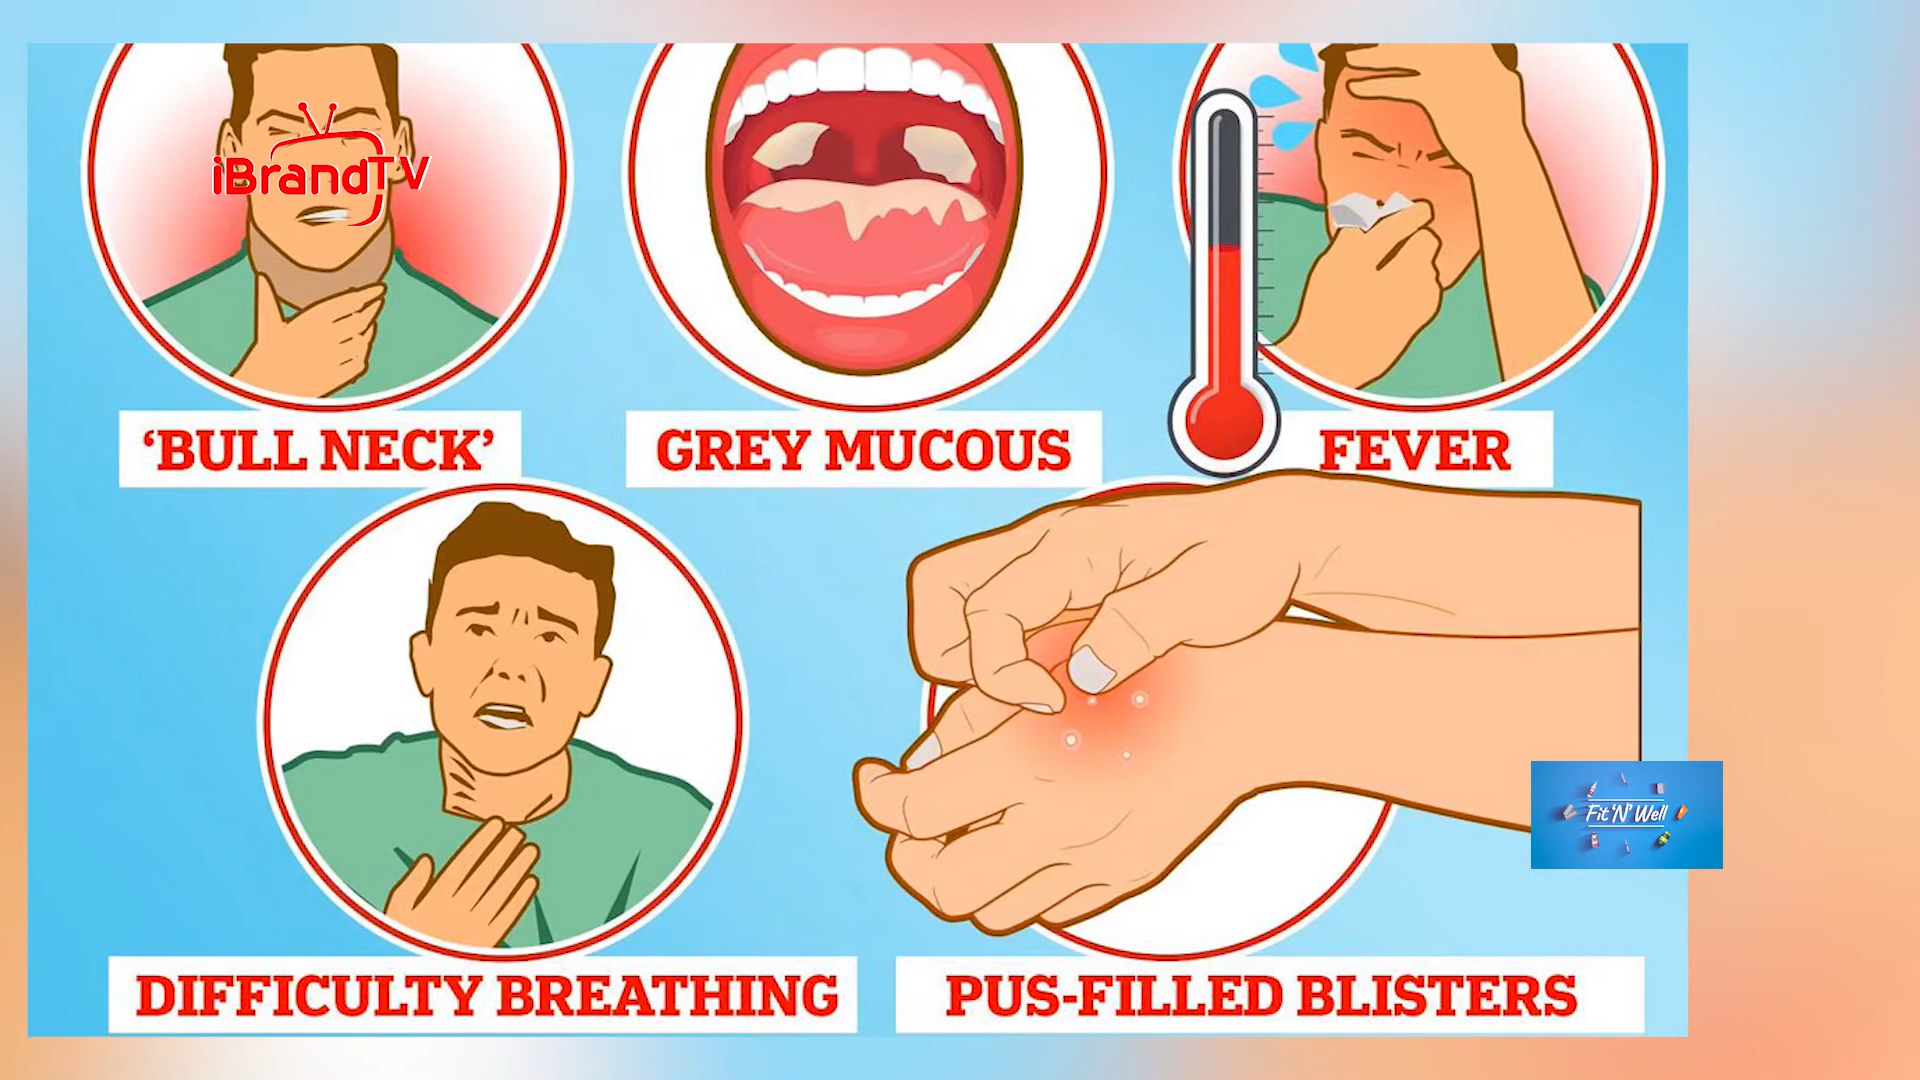 iBrandTV
‘BULL NECK’
GREY MUCOUS
FEVER
DIFFICULTY BREATHING
PUS-FILLED BLISTERS
Fit 'N' Well